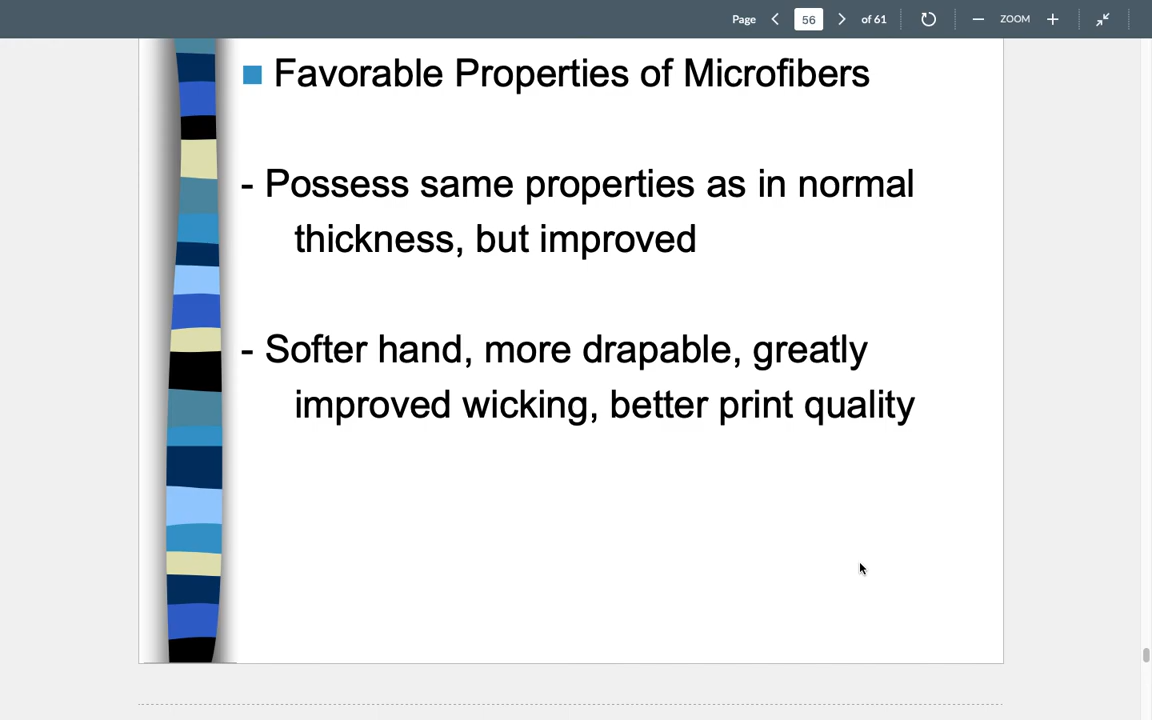 Page 56 of 61 ZOOM
Favorable Properties of Microfibers
- Possess same properties as in normal
thickness, but improved
- Softer hand, more drapable, greatly
improved wicking, better print quality